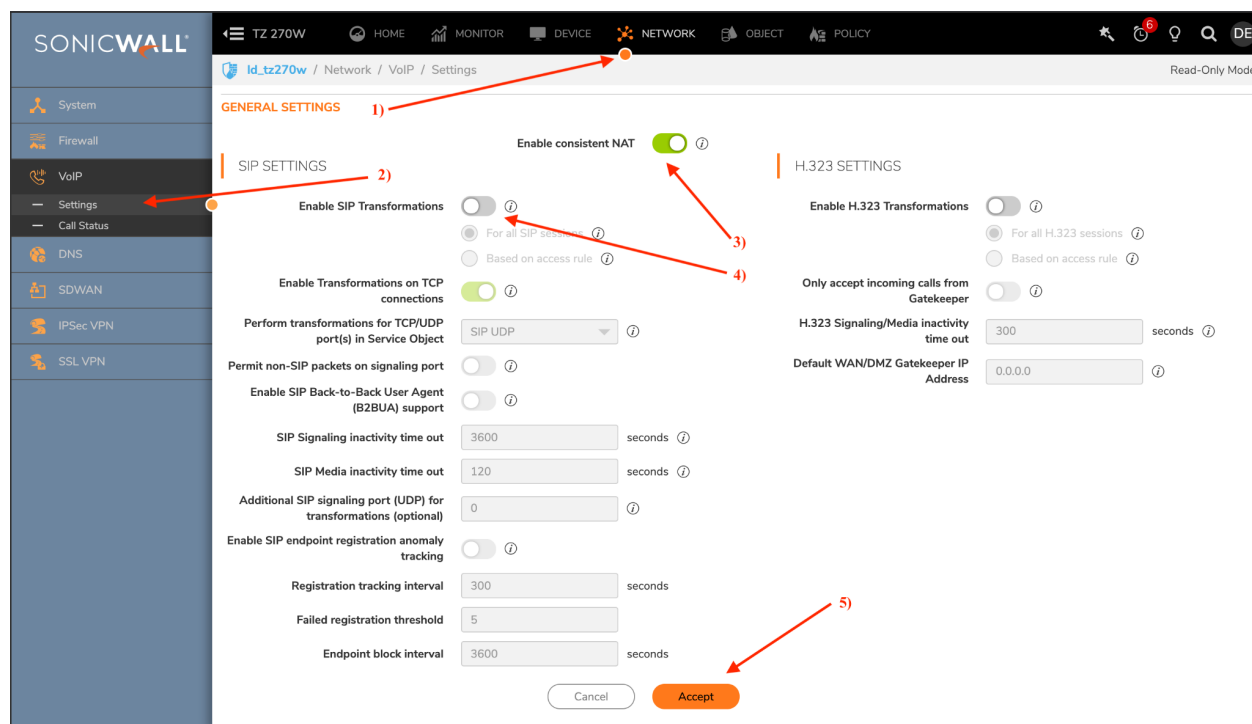 SONICWALL
TZ 270W HOME MONITOR DEVICE NETWORK OBJECT POLICY 6 DE
ld_tz270w / Network / VoIP / Settings Read-Only Mode
System
Firewall
VoIP
Settings
Call Status
DNS
SDWAN
IPSec VPN
SSL VPN
GENERAL SETTINGS
1)
Enable consistent NAT
SIP SETTINGS
2)
Enable SIP Transformations
For all SIP sessions
3)
Based on access rule
4)
Enable Transformations on TCP
connections
Perform transformations for TCP/UDP
port(s) in Service Object
SIP UDP
Permit non-SIP packets on signaling port
Enable SIP Back-to-Back User Agent
(B2BUA) support
SIP Signaling inactivity time out 3600 seconds
SIP Media inactivity time out 120 seconds
Additional SIP signaling port (UDP) for
transformations (optional)
0
Enable SIP endpoint registration anomaly
tracking
Registration tracking interval 300 seconds
Failed registration threshold 5
Endpoint block interval 3600 seconds
H.323 SETTINGS
Enable H.323 Transformations
For all H.323 sessions
Based on access rule
Only accept incoming calls from
Gatekeeper
H.323 Signaling/Media inactivity
time out
300 seconds
Default WAN/DMZ Gatekeeper IP
Address
0.0.0.0
5)
Cancel Accept